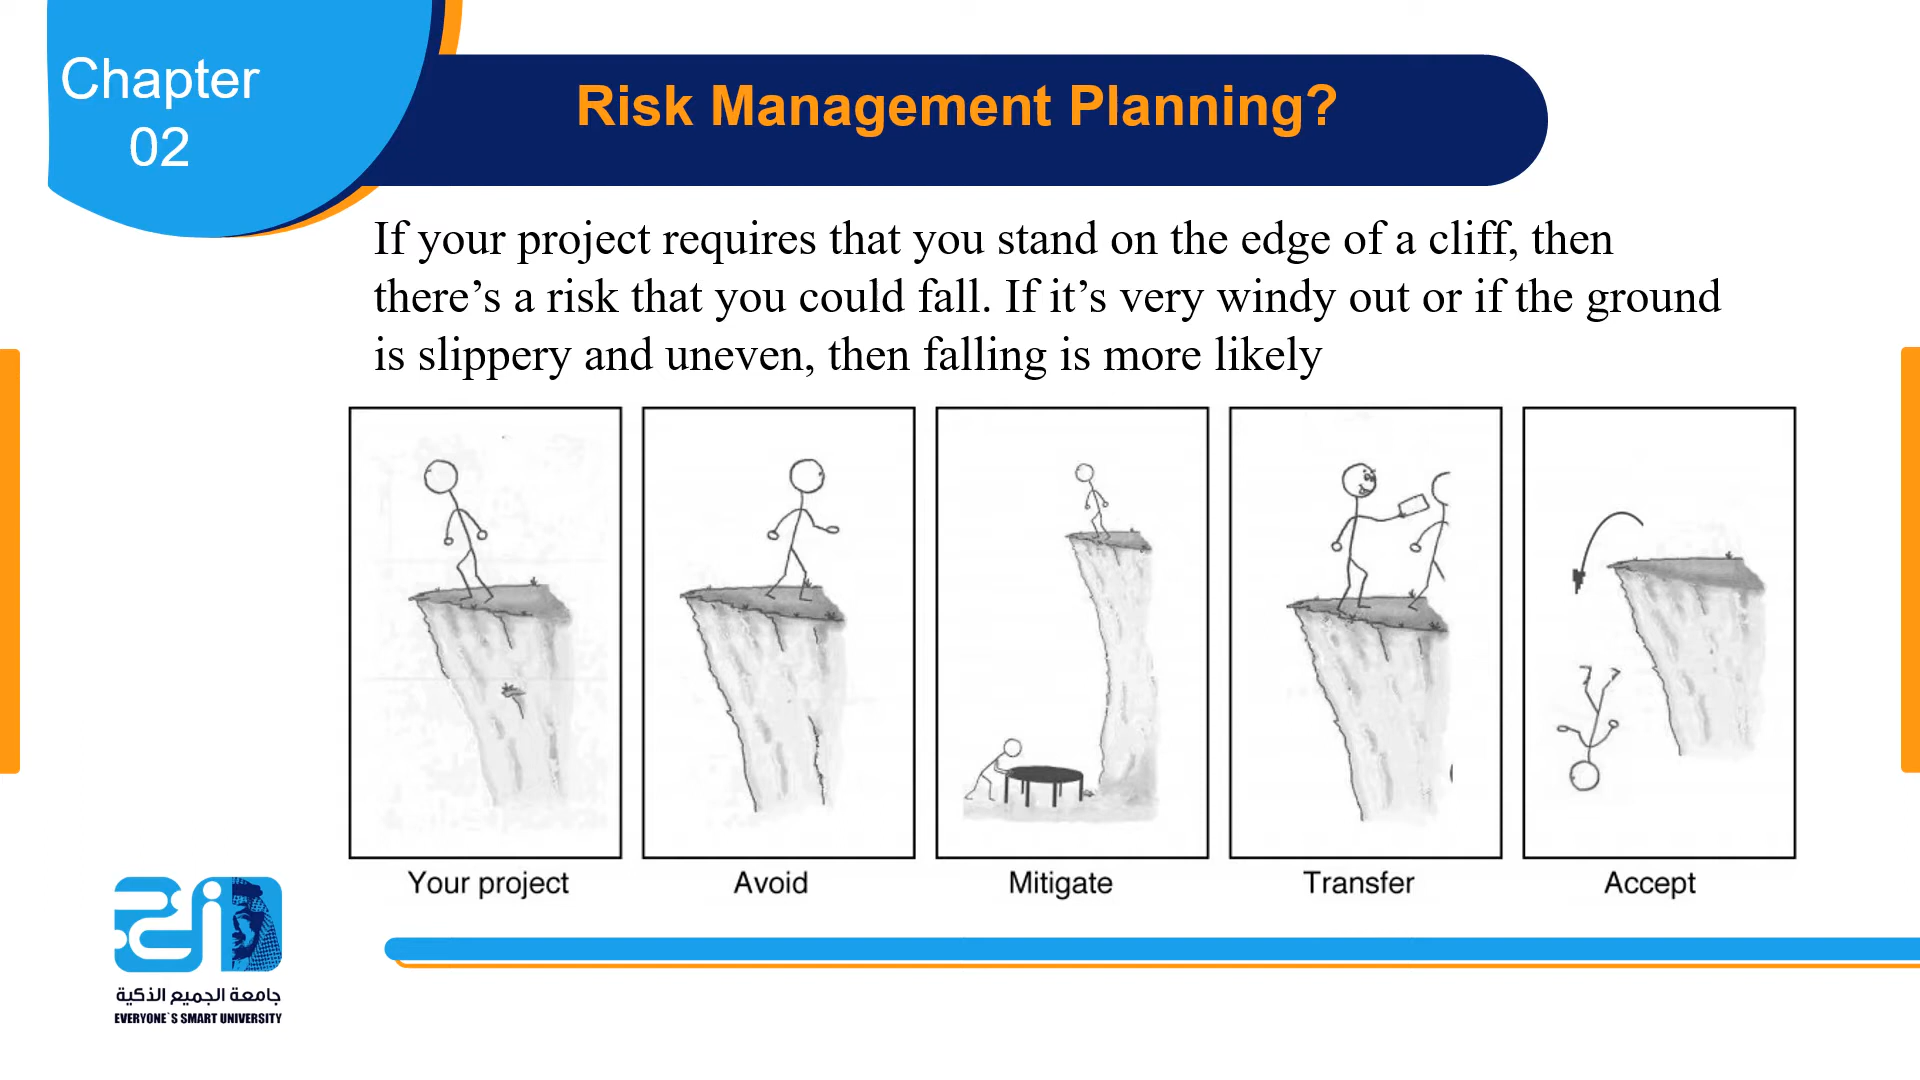 Chapter
02
Risk Management Planning?
If your project requires that you stand on the edge of a cliff, then
there’s a risk that you could fall. If it’s very windy out or if the ground
is slippery and uneven, then falling is more likely
Your project
Avoid
Mitigate
Transfer
Accept
جامعة الجميع الذكية
EVERYONE`S SMART UNIVERSITY